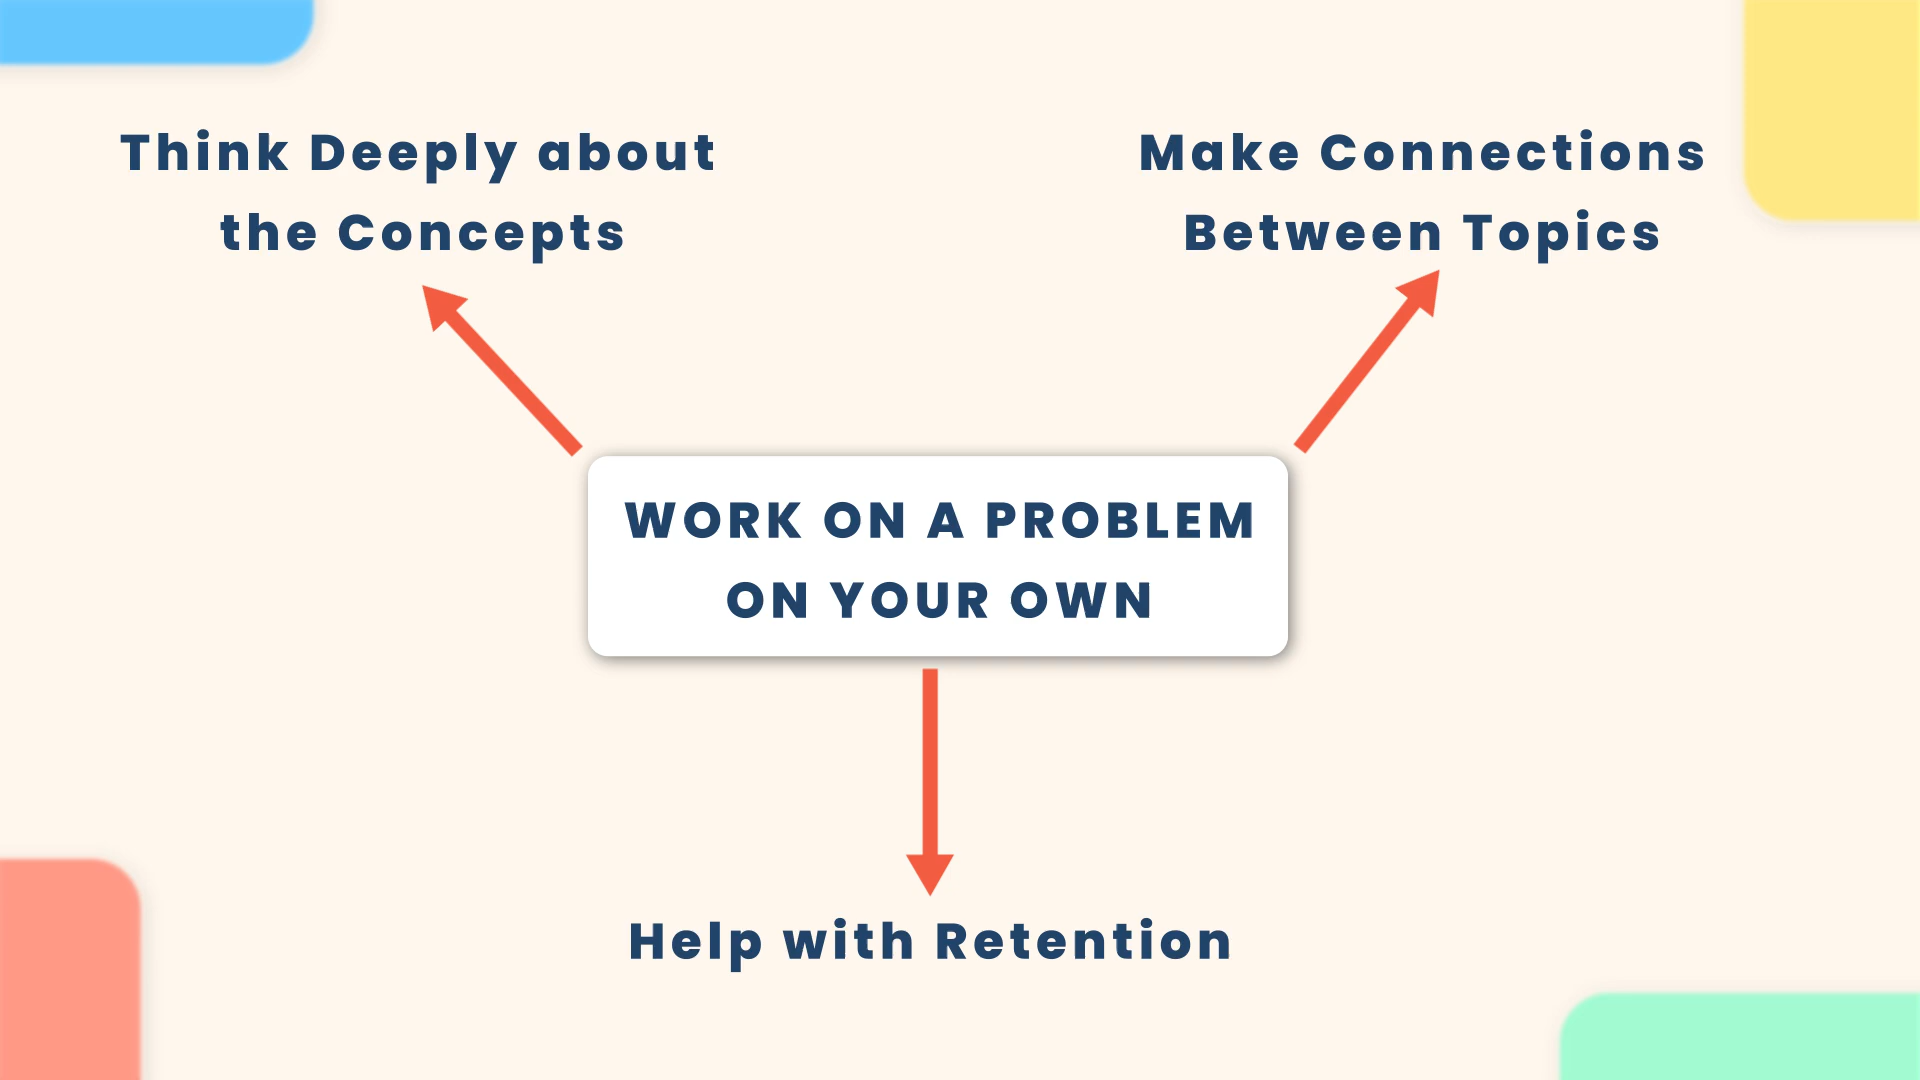 Think Deeply about
the Concepts
Make Connections
Between Topics
WORK ON A PROBLEM
ON YOUR OWN
Help with Retention